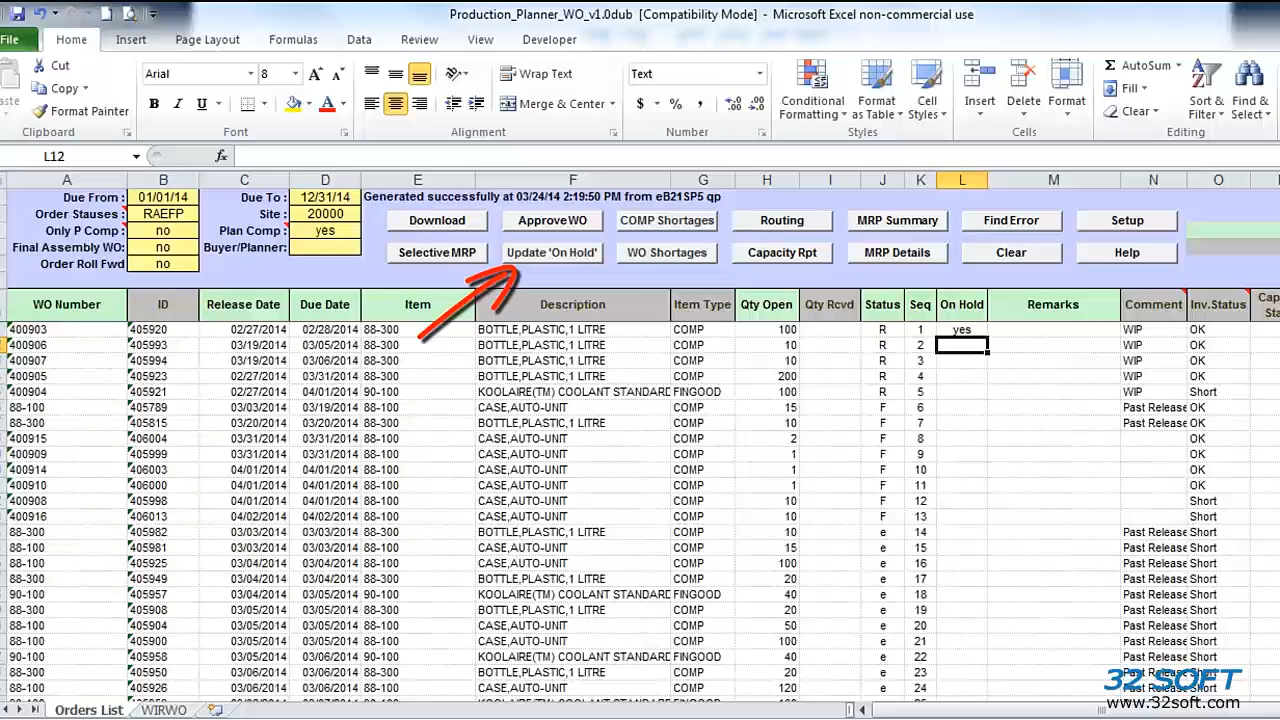 Production_Planner_WO_v1.0dub [Compatibility Mode] - Microsoft Excel non-commercial use
File Home Insert Page Layout Formulas Data Review View Developer
Cut
Copy
Format Painter
Clipboard
Arial 8
B I U
Font
Wrap Text
Merge & Center
Alignment
Text
$ % ,
Number
Conditional Formatting
Format as Table
Cell Styles
Styles
Insert Delete Format
Cells
AutoSum
Fill
Clear
Sort & Filter
Find & Select
Editing
L12 fx
A B C D E F G H I J K L M N O
Due From : 01/01/14 Due To : 12/31/14 Generated successfully at 03/24/14 2:19:50 PM from eB21SP5 qp
Order Stauses : RAEFP Site : 20000 Download Approve WO COMP Shortages Routing MRP Summary Find Error Setup
Only P Comp : no Plan Comp : yes
Final Assembly WO: no Buyer/Planner: Selective MRP Update 'On Hold' WO Shortages Capacity Rpt MRP Details Clear Help
Order Roll Fwd no
WO Number ID Release Date Due Date Item Description Item Type Qty Open Qty Rcvd Status Seq On Hold Remarks Comment Inv.Status
400903 405920 02/27/2014 02/28/2014 88-300 BOTTLE,PLASTIC,1 LITRE COMP 100 R 1 yes WIP OK
400906 405993 03/19/2014 03/05/2014 88-300 BOTTLE,PLASTIC,1 LITRE COMP 10 R 2 WIP OK
400907 405994 03/19/2014 03/06/2014 88-300 BOTTLE,PLASTIC,1 LITRE COMP 10 R 3 WIP OK
400905 405923 02/27/2014 03/31/2014 88-300 BOTTLE,PLASTIC,1 LITRE COMP 200 R 4 WIP OK
400904 405921 02/27/2014 04/03/2014 90-100 KOOLAIRE(TM) COOLANT STANDARD FINGOOD 100 R 5 WIP Short
88-100 405789 03/03/2014 03/19/2014 88-100 CASE,AUTO-UNIT COMP 15 F 6 Past Release OK
88-300 405815 03/20/2014 03/20/2014 88-300 BOTTLE,PLASTIC,1 LITRE COMP 10 F 7 Past Release OK
400915 406004 03/31/2014 03/31/2014 88-100 CASE,AUTO-UNIT COMP 2 F 8 OK
400909 405999 03/31/2014 03/31/2014 88-100 CASE,AUTO-UNIT COMP 1 F 9 OK
400914 406003 04/01/2014 04/01/2014 88-100 CASE,AUTO-UNIT COMP 1 F 10 OK
400910 406000 04/01/2014 04/01/2014 88-100 CASE,AUTO-UNIT COMP 1 F 11 OK
400908 405998 04/01/2014 04/01/2014 88-100 CASE,AUTO-UNIT COMP 10 F 12 Short
400916 406013 04/02/2014 04/02/2014 88-100 CASE,AUTO-UNIT COMP 10 F 13 Short
88-300 405982 03/03/2014 03/04/2014 88-300 BOTTLE,PLASTIC,1 LITRE COMP 10 e 14 Past Release Short
88-100 405981 03/03/2014 03/04/2014 88-100 CASE,AUTO-UNIT COMP 15 e 15 Past Release Short
88-100 405925 03/04/2014 03/05/2014 88-100 CASE,AUTO-UNIT COMP 100 e 16 Past Release Short
88-300 405949 03/04/2014 03/05/2014 88-300 BOTTLE,PLASTIC,1 LITRE COMP 20 e 17 Past Release Short
90-100 405957 03/04/2014 03/05/2014 90-100 KOOLAIRE(TM) COOLANT STANDARD FINGOOD 40 e 18 Past Release Short
88-300 405908 03/05/2014 03/06/2014 88-300 BOTTLE,PLASTIC,1 LITRE COMP 20 e 19 Past Release Short
88-100 405904 03/05/2014 03/06/2014 88-100 CASE,AUTO-UNIT COMP 50 e 20 Past Release Short
88-100 405900 03/05/2014 03/06/2014 88-100 CASE,AUTO-UNIT COMP 100 e 21 Past Release Short
90-100 405958 03/05/2014 03/06/2014 90-100 KOOLAIRE(TM) COOLANT STANDARD FINGOOD 40 e 22 Past Release Short
88-300 405950 03/06/2014 03/07/2014 88-300 BOTTLE,PLASTIC,1 LITRE COMP 20 e 23 Past Release Short
88-100 405926 03/06/2014 03/07/2014 88-100 CASE,AUTO-UNIT COMP 120 e 24 Past Release Short
32 SOFT
www.32soft.com
Orders List WIRWO